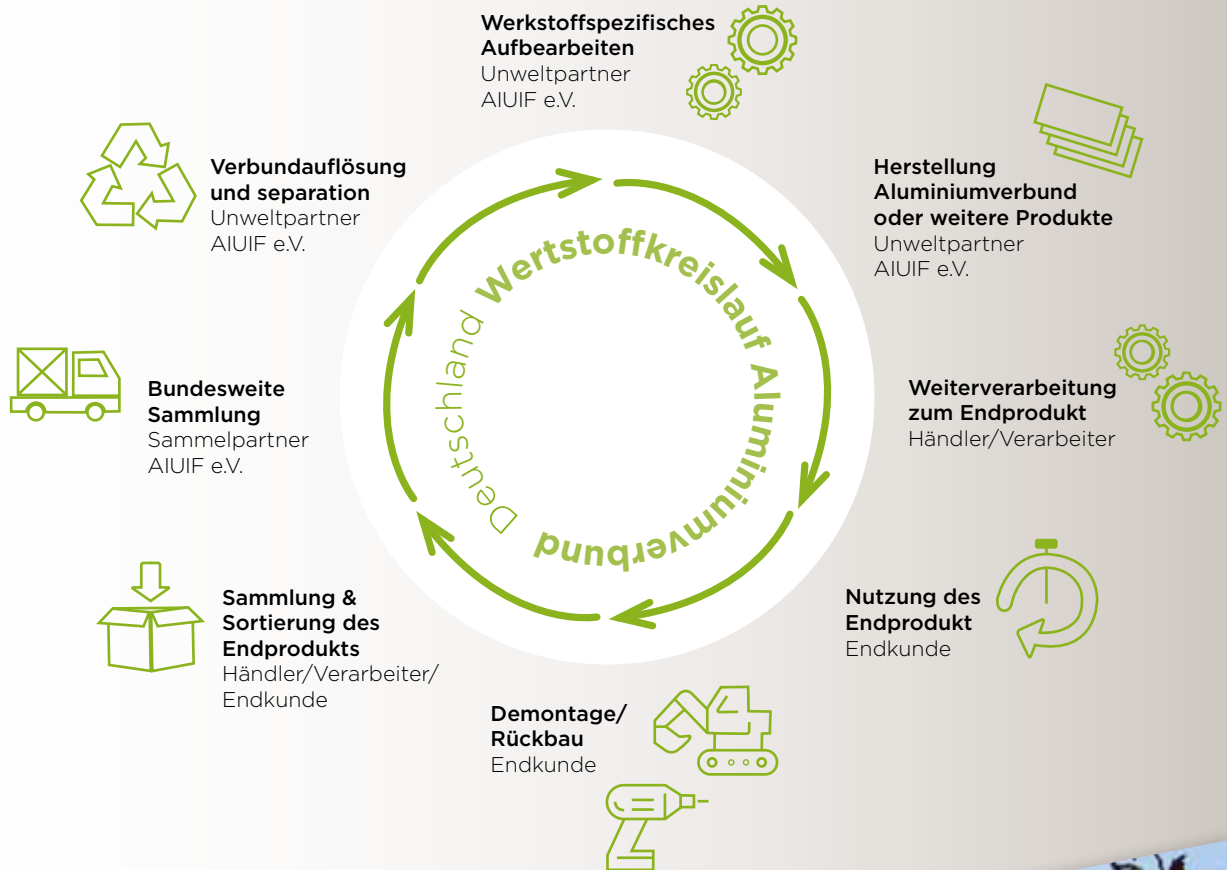 Werkstoffspezifisches
Aufbearbeiten
Unweltpartner
AIUIF e.V.
Herstellung
Aluminiumverbund
oder weitere Produkte
Unweltpartner
AIUIF e.V.
Weiterverarbeitung
zum Endprodukt
Händler/Verarbeiter
Nutzung des
Endprodukt
Endkunde
Demontage/
Rückbau
Endkunde
Sammlung &
Sortierung des
Endprodukts
Händler/Verarbeiter/
Endkunde
Bundesweite
Sammlung
Sammelpartner
AIUIF e.V.
Verbundauflösung
und separation
Unweltpartner
AIUIF e.V.
Deutschland Wertstoffkreislauf Aluminiumverbund